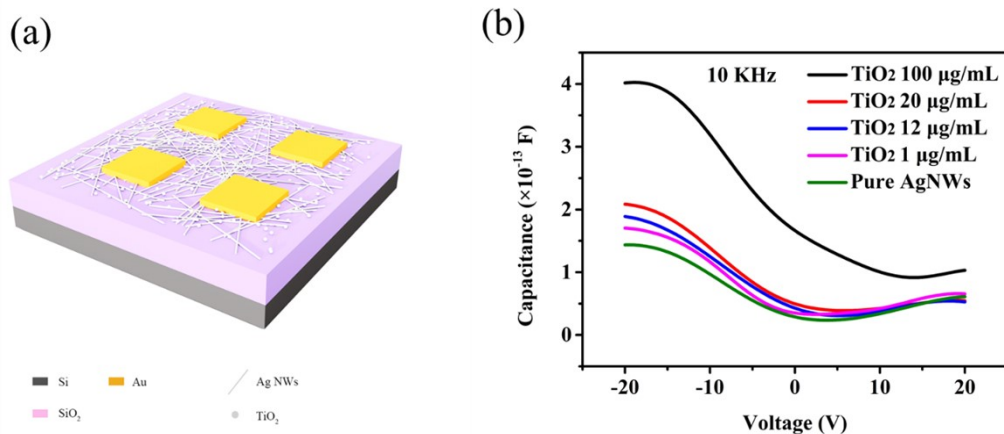 (a)
Si
Au
Ag NWs
SiO₂
TiO₂
(b)
10 KHz
TiO₂ 100 μg/mL
TiO₂ 20 μg/mL
TiO₂ 12 μg/mL
TiO₂ 1 μg/mL
Pure AgNWs
Capacitance (×10⁻¹³ F)
4
3
2
1
0
-20 -10 0 10 20
Voltage (V)